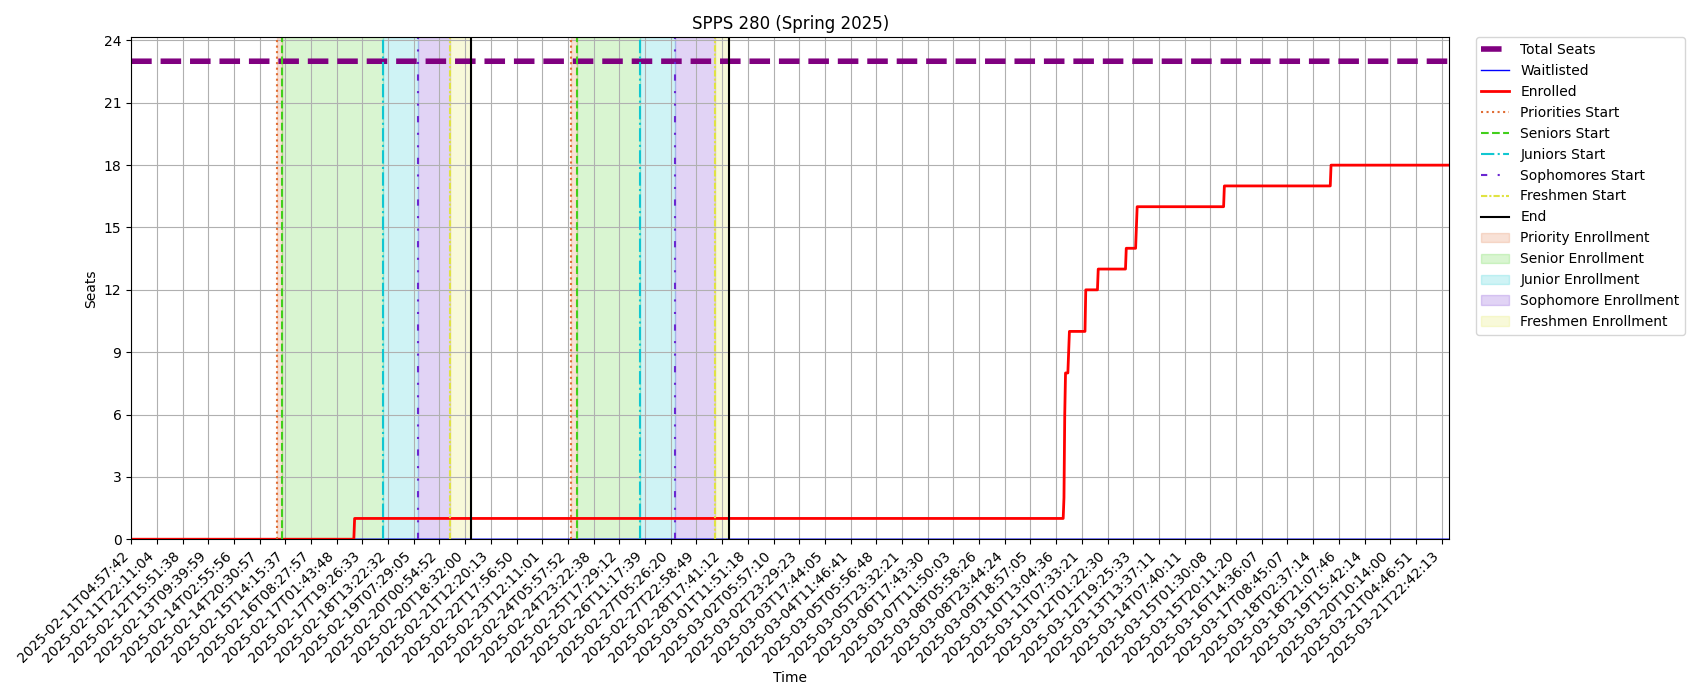 SPPS 280 (Spring 2025)
24
21
18
15
12
9
6
3
0
Seats
Total Seats
Waitlisted
Enrolled
Priorities Start
Seniors Start
Juniors Start
Sophomores Start
Freshmen Start
End
Priority Enrollment
Senior Enrollment
Junior Enrollment
Sophomore Enrollment
Freshmen Enrollment
2025-02-11T04:57:42
2025-02-11T22:11:04
2025-02-12T15:51:38
2025-02-13T09:39:59
2025-02-14T02:55:56
2025-02-14T20:30:57
2025-02-15T14:15:37
2025-02-16T08:27:57
2025-02-17T01:43:48
2025-02-17T19:26:33
2025-02-18T13:22:32
2025-02-19T07:29:05
2025-02-20T00:54:52
2025-02-20T18:32:00
2025-02-21T12:20:13
2025-02-22T17:56:50
2025-02-23T12:11:01
2025-02-24T05:57:52
2025-02-24T23:22:38
2025-02-25T17:29:12
2025-02-26T11:17:39
2025-02-27T05:26:20
2025-02-27T22:58:49
2025-02-28T17:41:12
2025-03-01T11:51:18
2025-03-02T05:57:10
2025-03-02T23:29:23
2025-03-03T17:44:05
2025-03-04T11:46:41
2025-03-05T05:56:48
2025-03-05T23:32:21
2025-03-06T17:43:30
2025-03-07T11:50:03
2025-03-08T05:58:26
2025-03-08T23:44:24
2025-03-09T18:57:05
2025-03-10T13:04:36
2025-03-11T07:33:21
2025-03-12T01:22:30
2025-03-12T19:25:33
2025-03-13T13:37:11
2025-03-14T07:40:11
2025-03-15T01:30:08
2025-03-15T20:11:20
2025-03-16T14:36:07
2025-03-17T08:45:07
2025-03-18T02:37:14
2025-03-18T21:07:46
2025-03-19T15:42:14
2025-03-20T10:14:00
2025-03-21T04:46:51
2025-03-21T22:42:13
Time